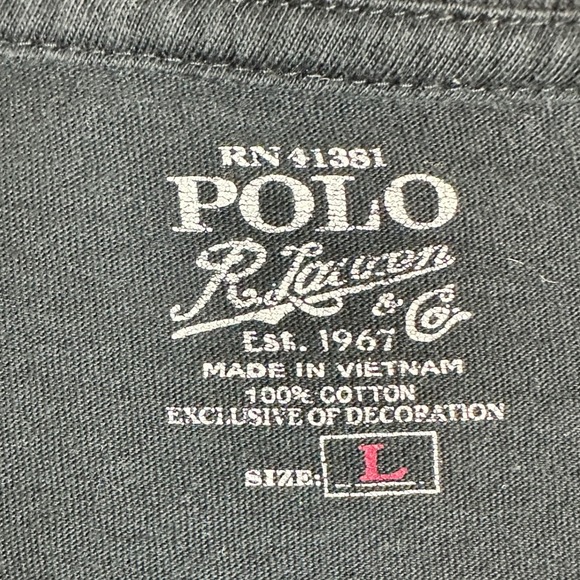 RN 41381
POLO
R. Lauren
& Co
Est. 1967
MADE IN VIETNAM
100% COTTON
EXCLUSIVE OF DECORATION
SIZE: L